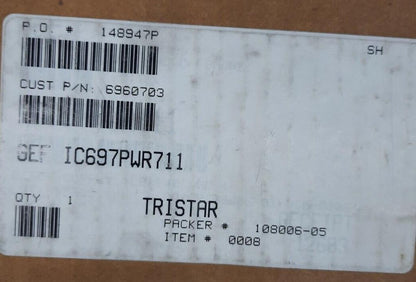 P.O. # 148947P
SH
CUST P/N: 6960703
GEF IC697PWR711
QTY 1
TRISTAR
PACKER # 108006-05
ITEM # 0008